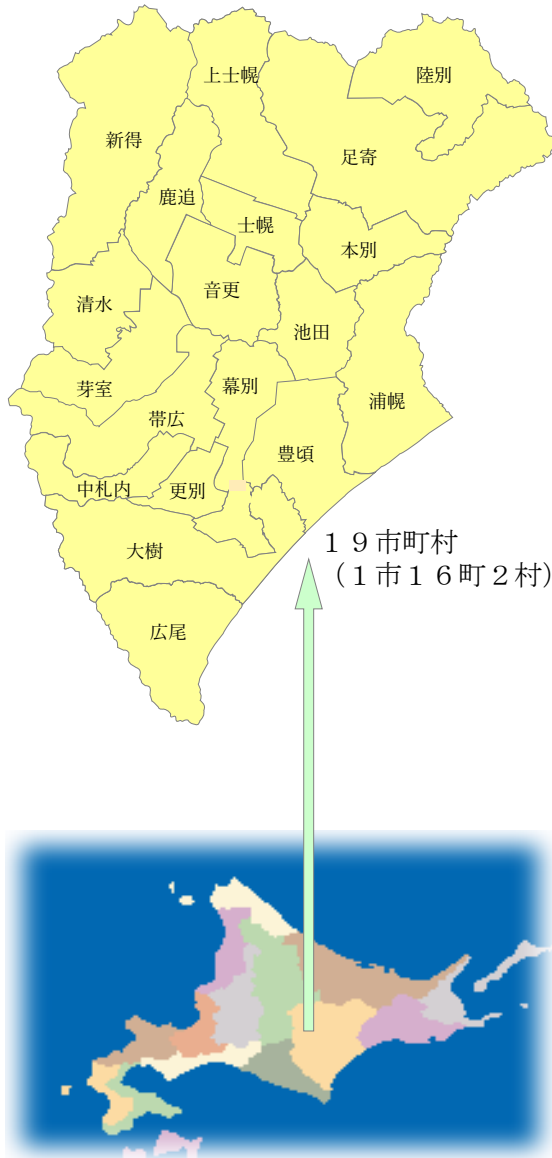 陸別
上士幌
新得
足寄
鹿追
士幌
本別
音更
清水
池田
芽室
幕別
浦幌
帯広
豊頃
中札内
更別
大樹
広尾
19市町村
(1市16町2村)